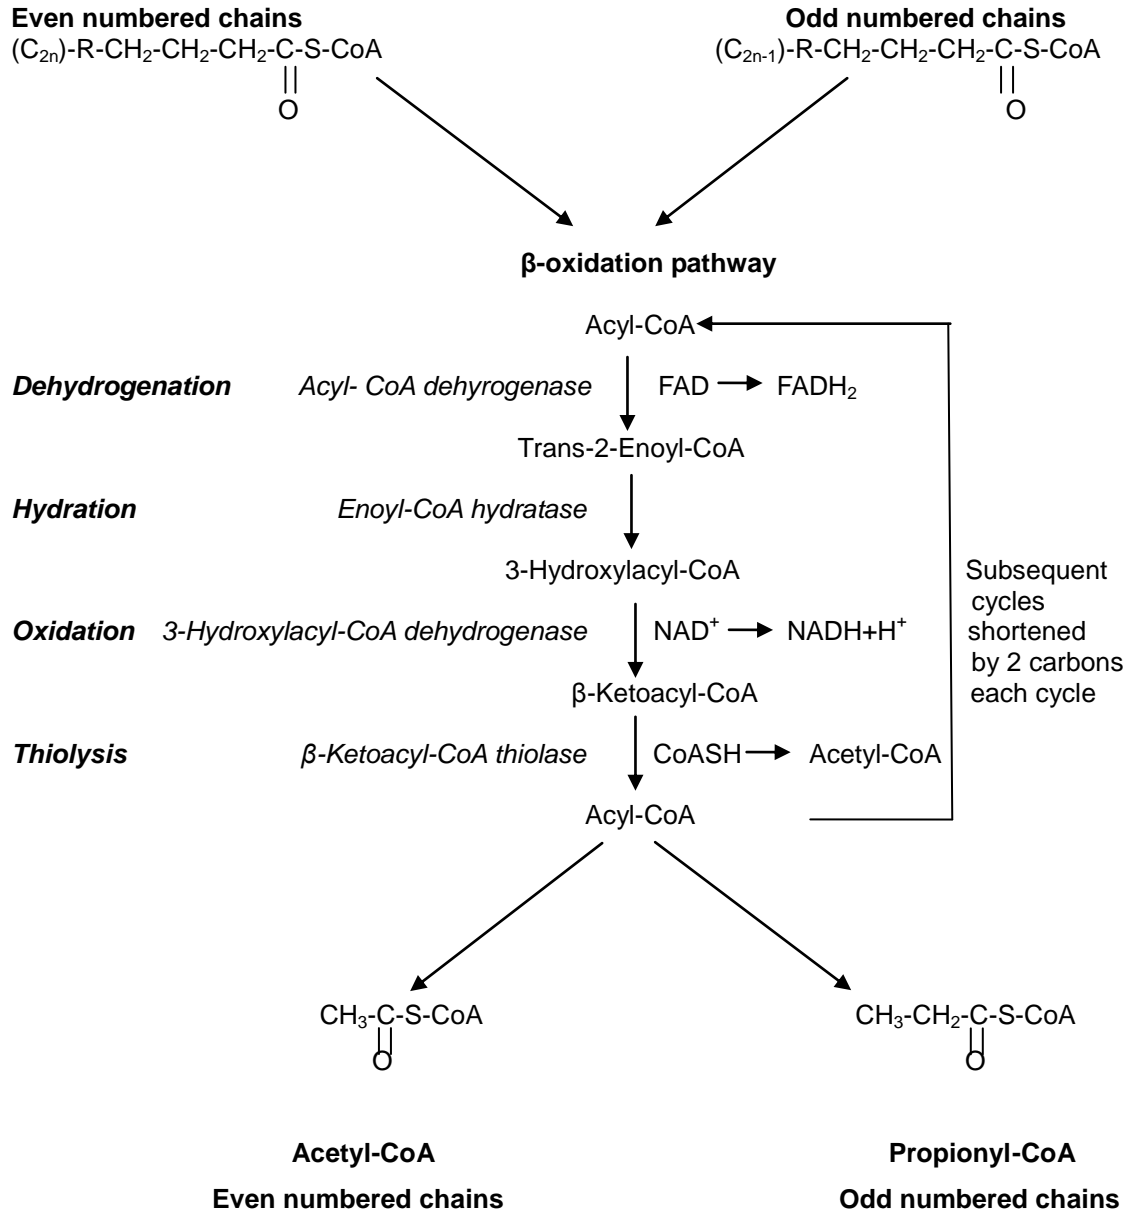 Even numbered chains
(C2n)-R-CH2-CH2-CH2-C-S-CoA
O
Odd numbered chains
(C2n-1)-R-CH2-CH2-CH2-C-S-CoA
O
β-oxidation pathway
Acyl-CoA
Dehydrogenation Acyl- CoA dehyrogenase FAD FADH2
Trans-2-Enoyl-CoA
Hydration Enoyl-CoA hydratase
3-Hydroxylacyl-CoA
Oxidation 3-Hydroxylacyl-CoA dehydrogenase NAD+ NADH+H+
β-Ketoacyl-CoA
Thiolysis β-Ketoacyl-CoA thiolase CoASH Acetyl-CoA
Acyl-CoA
Subsequent
cycles
shortened
by 2 carbons
each cycle
CH3-C-S-CoA
O
Acetyl-CoA
Even numbered chains
CH3-CH2-C-S-CoA
O
Propionyl-CoA
Odd numbered chains